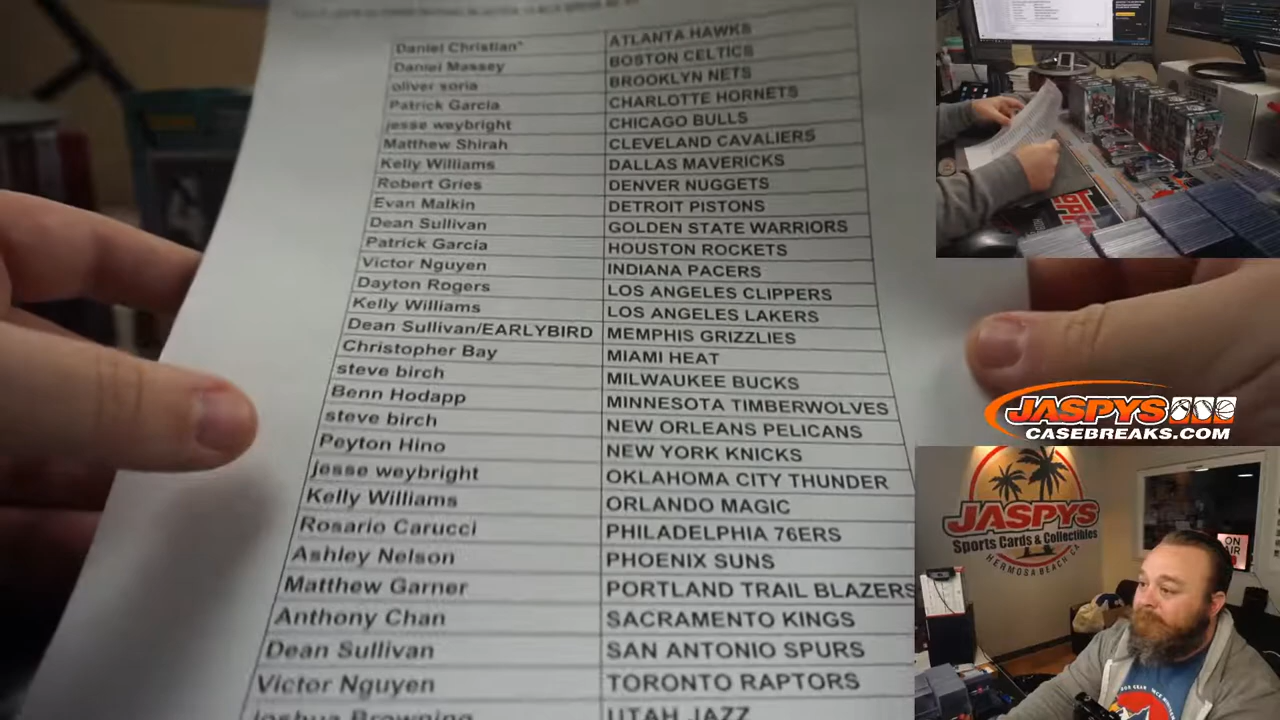 Daniel Christian* ATLANTA HAWKS
Daniel Massey BOSTON CELTICS
oliver soria BROOKLYN NETS
Patrick Garcia CHARLOTTE HORNETS
jesse weybright CHICAGO BULLS
Matthew Shirah CLEVELAND CAVALIERS
Kelly Williams DALLAS MAVERICKS
Robert Gries DENVER NUGGETS
Evan Malkin DETROIT PISTONS
Dean Sullivan GOLDEN STATE WARRIORS
Patrick Garcia HOUSTON ROCKETS
Victor Nguyen INDIANA PACERS
Dayton Rogers LOS ANGELES CLIPPERS
Kelly Williams LOS ANGELES LAKERS
Dean Sullivan/EARLYBIRD MEMPHIS GRIZZLIES
Christopher Bay MIAMI HEAT
steve birch MILWAUKEE BUCKS
Benn Hodapp MINNESOTA TIMBERWOLVES
steve birch NEW ORLEANS PELICANS
Peyton Hino NEW YORK KNICKS
jesse weybright OKLAHOMA CITY THUNDER
Kelly Williams ORLANDO MAGIC
Rosario Carucci PHILADELPHIA 76ERS
Ashley Nelson PHOENIX SUNS
Matthew Garner PORTLAND TRAIL BLAZERS
Anthony Chan SACRAMENTO KINGS
Dean Sullivan SAN ANTONIO SPURS
Victor Nguyen TORONTO RAPTORS
Joshua Browning UTAH JAZZ
JASPYS
CASEBREAKS.COM
JASPYS
Sports Cards & Collectibles
HERMOSA BEACH, CA
ON
AIR